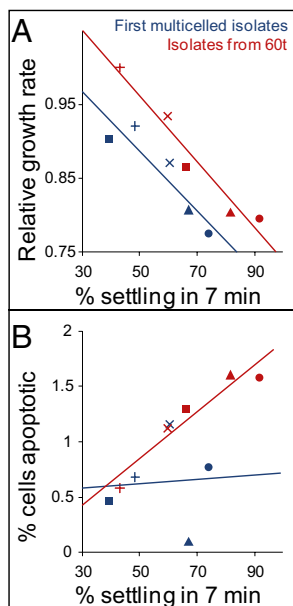 A
First multicelled isolates
Isolates from 60t
Relative growth rate
0.95
0.85
0.75
30 50 70 90
% settling in 7 min
B
% cells apoptotic
2
1.5
1
0.5
0
30 50 70 90
% settling in 7 min